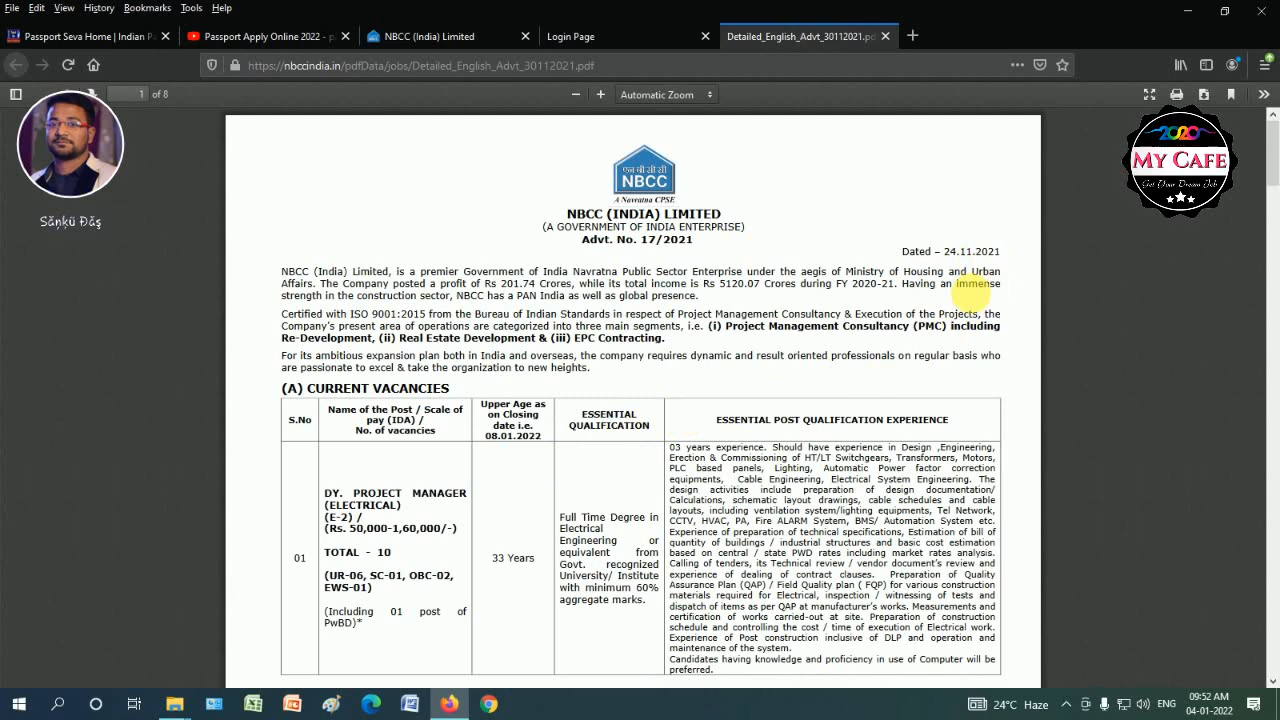 File Edit View History Bookmarks Tools Help
Passport Seva Home | Indian Pa
Passport Apply Online 2022 - p
NBCC (India) Limited
Login Page
Detailed_English_Advt_30112021.pd
https://nbccindia.in/pdfData/jobs/Detailed_English_Advt_30112021.pdf
1 of 8
Automatic Zoom
Săņķŭ Đăş
2020
MY CAFE
Get Your Dream Job
एन बी सी सी
NBCC
A Navratna CPSE
NBCC (INDIA) LIMITED
(A GOVERNMENT OF INDIA ENTERPRISE)
Advt. No. 17/2021
Dated – 24.11.2021
NBCC (India) Limited, is a premier Government of India Navratna Public Sector Enterprise under the aegis of Ministry of Housing and Urban
Affairs. The Company posted a profit of Rs 201.74 Crores, while its total income is Rs 5120.07 Crores during FY 2020-21. Having an immense
strength in the construction sector, NBCC has a PAN India as well as global presence.
Certified with ISO 9001:2015 from the Bureau of Indian Standards in respect of Project Management Consultancy & Execution of the Projects, the
Company's present area of operations are categorized into three main segments, i.e. (i) Project Management Consultancy (PMC) including
Re-Development, (ii) Real Estate Development & (iii) EPC Contracting.
For its ambitious expansion plan both in India and overseas, the company requires dynamic and result oriented professionals on regular basis who
are passionate to excel & take the organization to new heights.
(A) CURRENT VACANCIES
S.No
Name of the Post / Scale of
pay (IDA) /
No. of vacancies
Upper Age as
on Closing
date i.e.
08.01.2022
ESSENTIAL
QUALIFICATION
ESSENTIAL POST QUALIFICATION EXPERIENCE
01
DY. PROJECT MANAGER
(ELECTRICAL)
(E-2) /
(Rs. 50,000-1,60,000/-)
TOTAL - 10
(UR-06, SC-01, OBC-02,
EWS-01)
(Including 01 post of
PwBD)*
33 Years
Full Time Degree in
Electrical
Engineering or
equivalent from
Govt. recognized
University/ Institute
with minimum 60%
aggregate marks.
03 years experience. Should have experience in Design ,Engineering,
Erection & Commissioning of HT/LT Switchgears, Transformers, Motors,
PLC based panels, Lighting, Automatic Power factor correction
equipments, Cable Engineering, Electrical System Engineering. The
design activities include preparation of design documentation/
Calculations, schematic layout drawings, cable schedules and cable
layouts, including ventilation system/lighting equipments, Tel Network,
CCTV, HVAC, PA, Fire ALARM System, BMS/ Automation System etc.
Experience of preparation of technical specifications, Estimation of bill of
quantity of buildings / industrial structures and basic cost estimation
based on central / state PWD rates including market rates analysis.
Calling of tenders, its Technical review / vendor document's review and
experience of dealing of contract clauses. Preparation of Quality
Assurance Plan (QAP) / Field Quality plan ( FQP) for various construction
materials required for Electrical, inspection / witnessing of tests and
dispatch of items as per QAP at manufacturer's works. Measurements and
certification of works carried-out at site. Preparation of construction
schedule and controlling the cost / time of execution of Electrical work.
Experience of Post construction inclusive of DLP and operation and
maintenance of the system.
Candidates having knowledge and proficiency in use of Computer will be
preferred.
24°C Haze
ENG
09:52 AM
04-01-2022